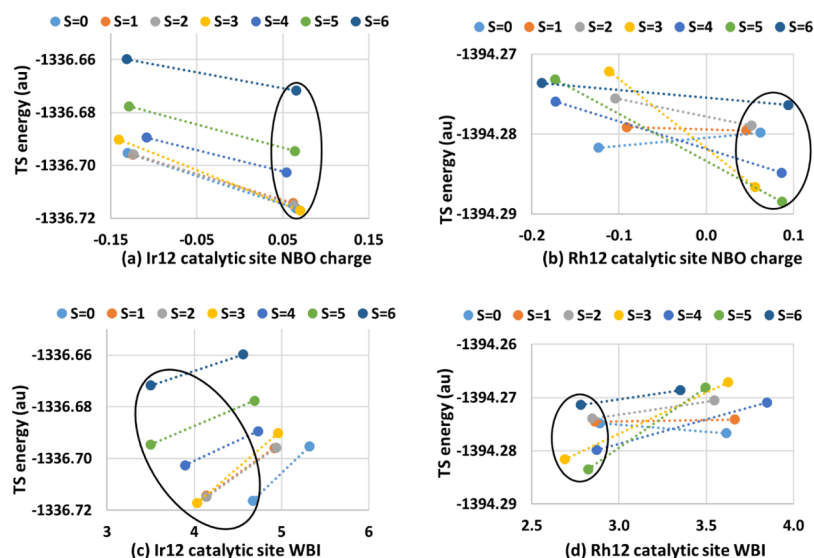 S=0 S=1 S=2 S=3 S=4 S=5 S=6
-1336.66
-1336.68
-1336.70
-1336.72
TS energy (au)
-0.15 -0.05 0.05 0.15
(a) Ir12 catalytic site NBO charge
S=0 S=1 S=2 S=3 S=4 S=5 S=6
-1394.27
-1394.28
-1394.29
TS energy (au)
-0.2 -0.1 0.0 0.1
(b) Rh12 catalytic site NBO charge
S=0 S=1 S=2 S=3 S=4 S=5 S=6
-1336.66
-1336.68
-1336.70
-1336.72
TS energy (au)
3 4 5 6
(c) Ir12 catalytic site WBI
S=0 S=1 S=2 S=3 S=4 S=5 S=6
-1394.26
-1394.27
-1394.28
-1394.29
TS energy (au)
2.5 3.0 3.5 4.0
(d) Rh12 catalytic site WBI